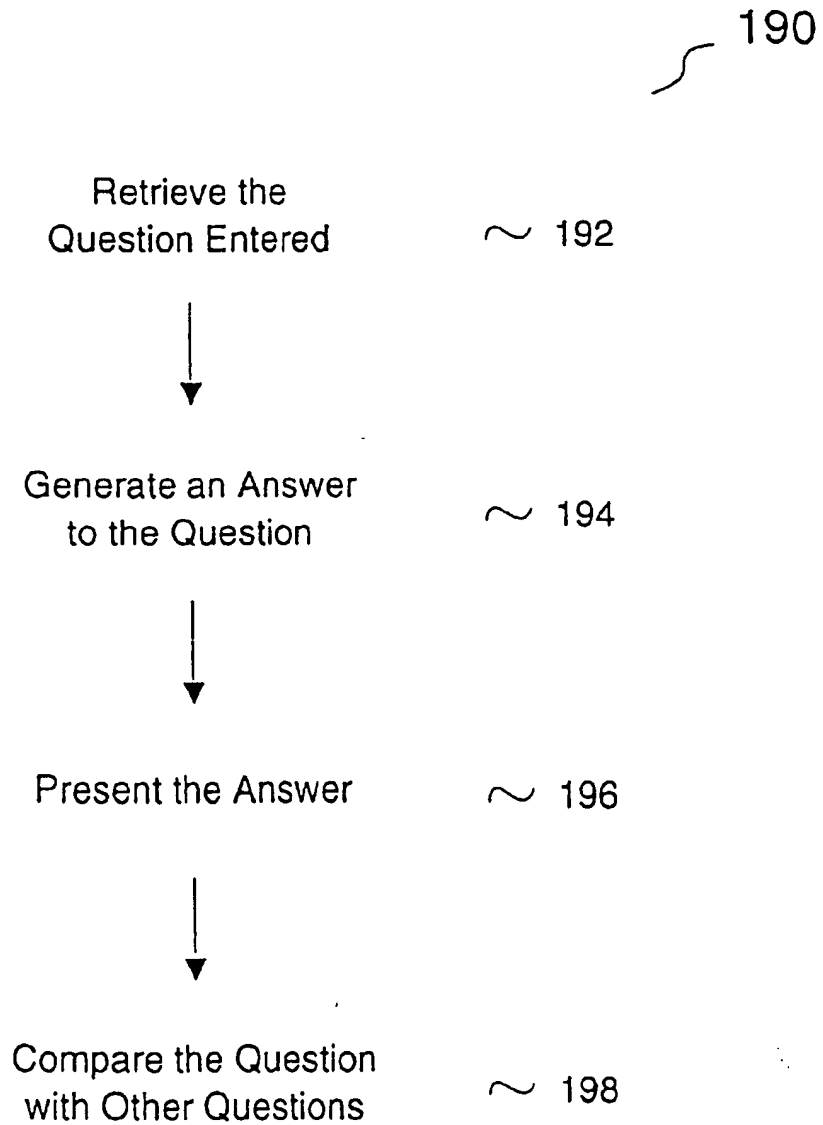 190
Retrieve the
Question Entered
192
Generate an Answer
to the Question
194
Present the Answer
196
Compare the Question
with Other Questions
198